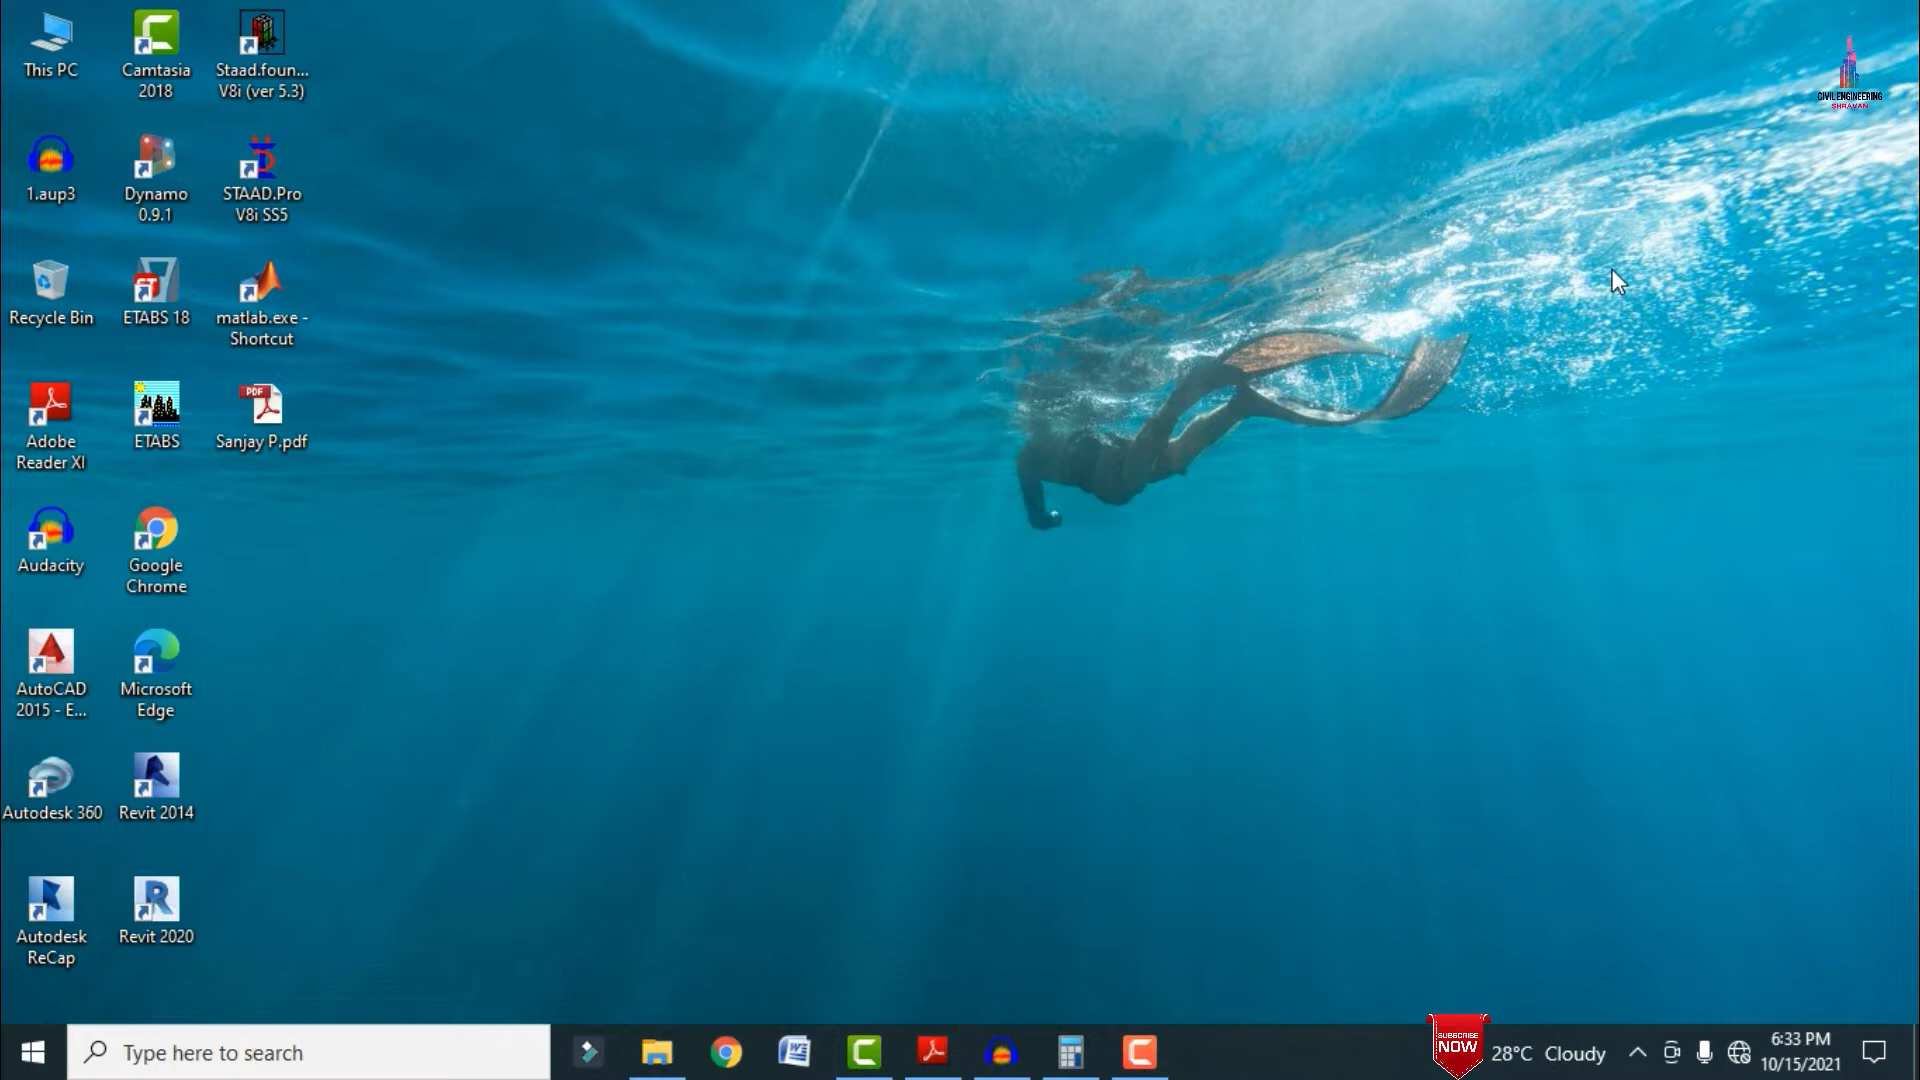 This PC
Camtasia
2018
Staad.foun...
V8i (ver 5.3)
1.aup3
Dynamo
0.9.1
STAAD.Pro
V8i SS5
Recycle Bin
ETABS 18
matlab.exe -
Shortcut
Adobe
Reader XI
ETABS
PDF
Sanjay P.pdf
Audacity
Google
Chrome
AutoCAD
2015 - E...
Microsoft
Edge
Autodesk 360
Revit 2014
Autodesk
ReCap
Revit 2020
CIVIL ENGINEERING
SHRAVAN
Type here to search
SUBSCRIBE
NOW
28°C Cloudy
6:33 PM
10/15/2021